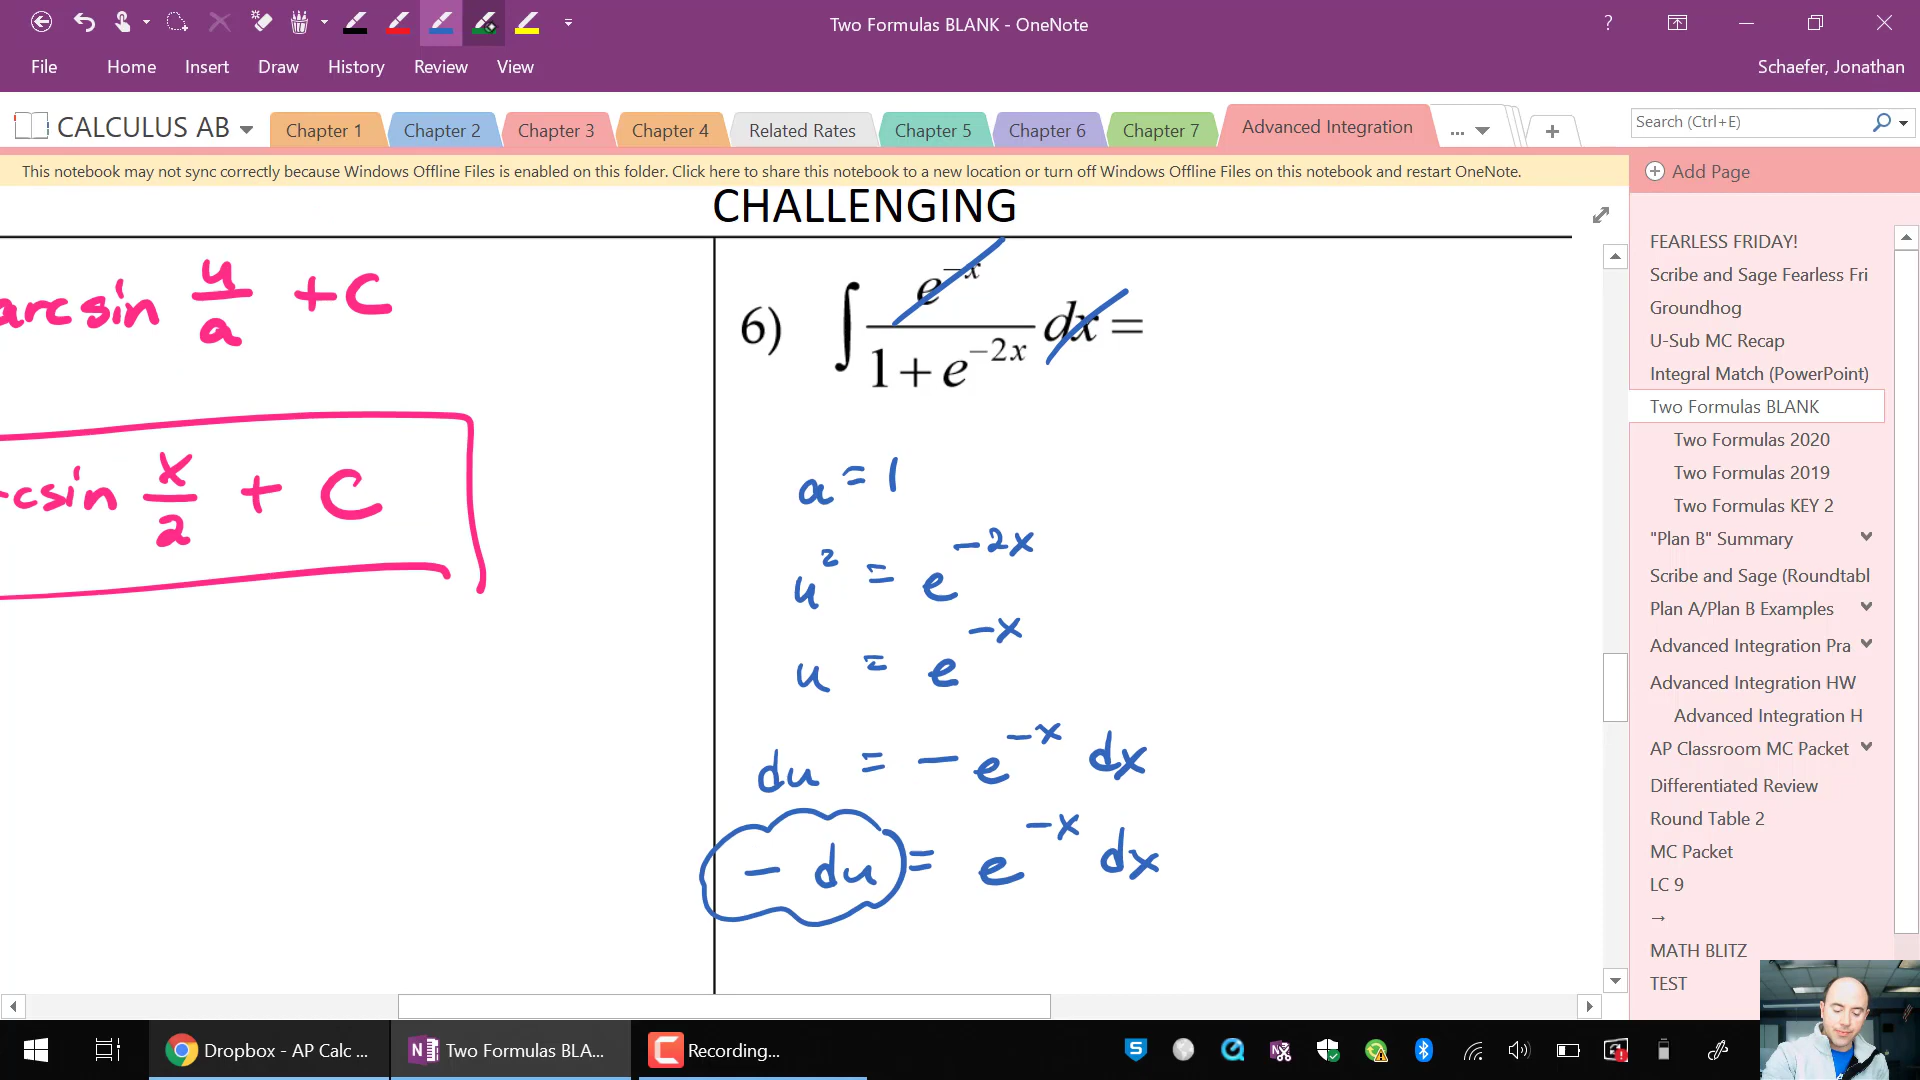 Two Formulas BLANK - OneNote
?
File Home Insert Draw History Review View
Schaefer, Jonathan
CALCULUS AB
Chapter 1
Chapter 2
Chapter 3
Chapter 4
Related Rates
Chapter 5
Chapter 6
Chapter 7
Advanced Integration
...
Search (Ctrl+E)
This notebook may not sync correctly because Windows Offline Files is enabled on this folder. Click here to share this notebook to a new location or turn off Windows Offline Files on this notebook and restart OneNote.
CHALLENGING
arcsin u/a + C
csin x/2 + C
6) ∫ e^{-x} / (1 + e^{-2x}) dx =
a = 1
u² = e^{-2x}
u = e^{-x}
du = - e^{-x} dx
- du = e^{-x} dx
Add Page
FEARLESS FRIDAY!
Scribe and Sage Fearless Fri
Groundhog
U-Sub MC Recap
Integral Match (PowerPoint)
Two Formulas BLANK
Two Formulas 2020
Two Formulas 2019
Two Formulas KEY 2
"Plan B" Summary
Scribe and Sage (Roundtabl
Plan A/Plan B Examples
Advanced Integration Pra
Advanced Integration HW
Advanced Integration H
AP Classroom MC Packet
Differentiated Review
Round Table 2
MC Packet
LC 9
→
MATH BLITZ
TEST
Dropbox - AP Calc ...
Two Formulas BLA...
Recording...